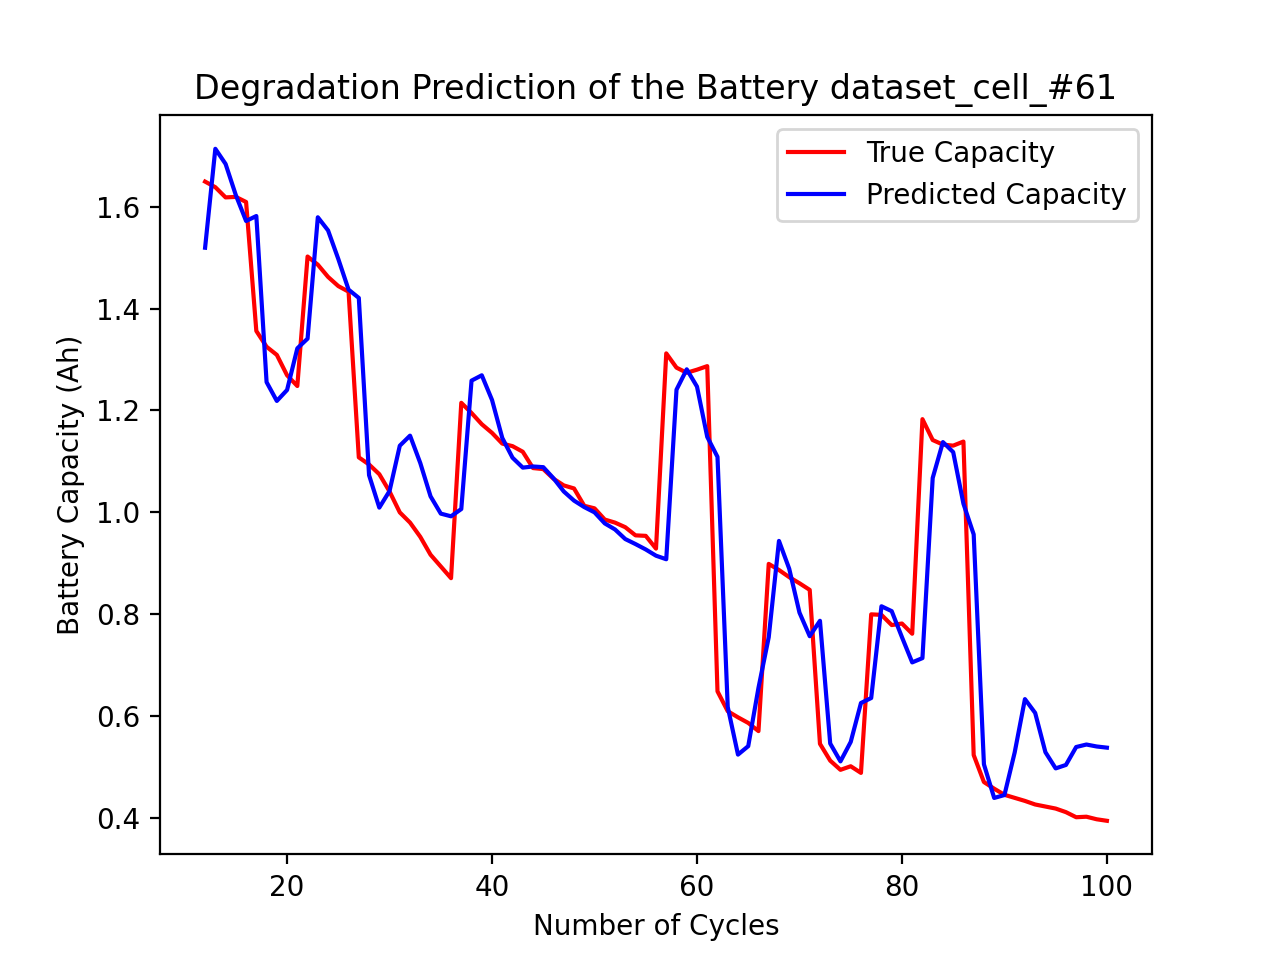 Degradation Prediction of the Battery dataset_cell_#61
True Capacity
Predicted Capacity
Battery Capacity (Ah)
1.6
1.4
1.2
1.0
0.8
0.6
0.4
20 40 60 80 100
Number of Cycles